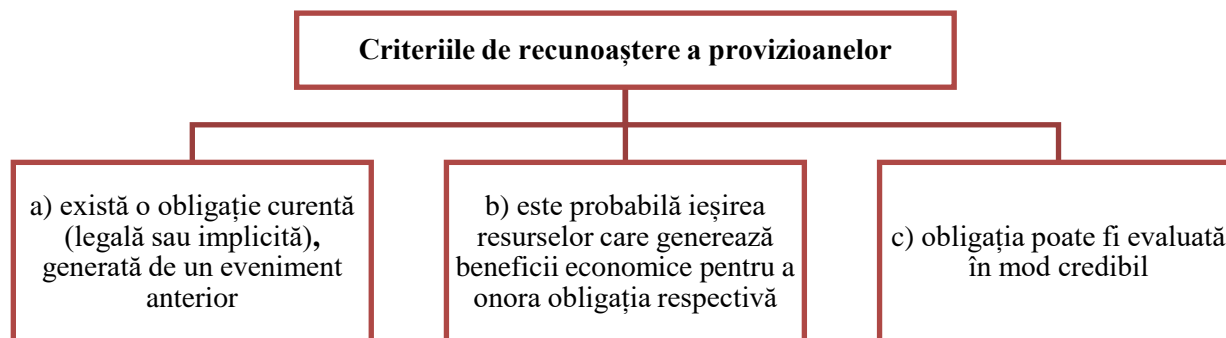 Criteriile de recunoaștere a provizioanelor
a) există o obligație curentă
(legală sau implicită), 
generată de un eveniment
anterior
b) este probabilă ieșirea
resurselor care generează
beneficii economice pentru a
onora obligația respectivă
c) obligația poate fi evaluată
în mod credibil